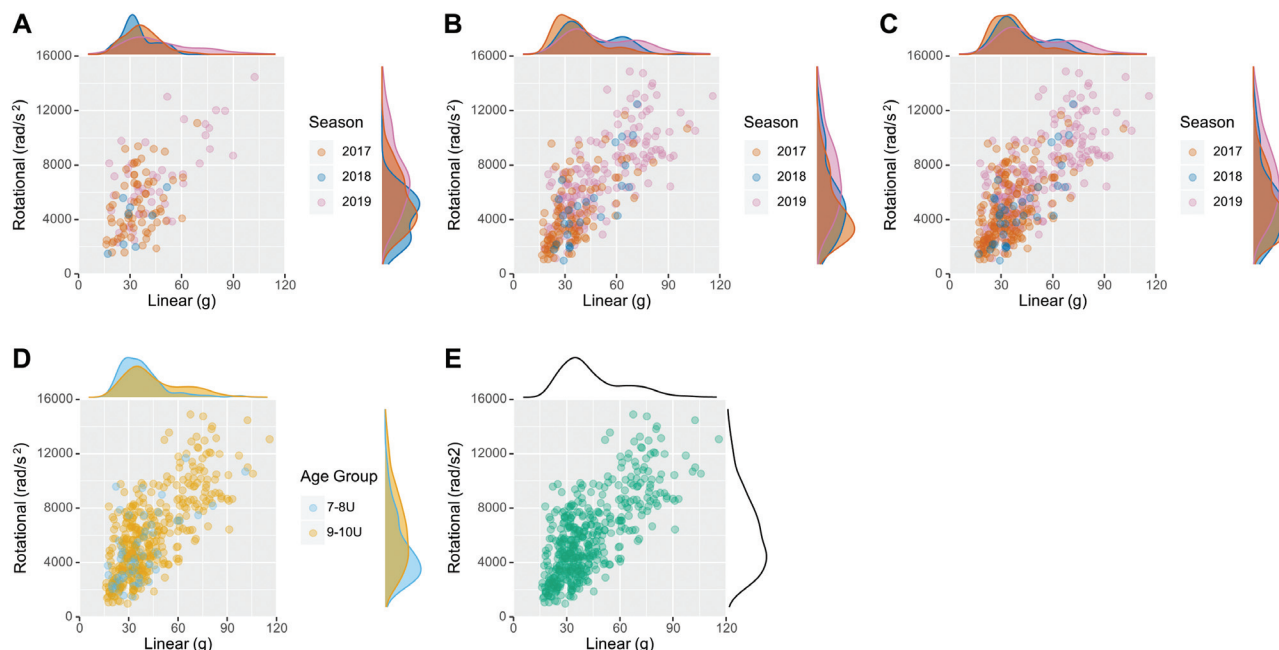 A
16000
12000
8000
4000
0
Rotational (rad/s²)
0 30 60 90 120
Linear (g)
Season
2017
2018
2019
B
16000
12000
8000
4000
0
Rotational (rad/s²)
0 30 60 90 120
Linear (g)
Season
2017
2018
2019
C
16000
12000
8000
4000
0
Rotational (rad/s²)
0 30 60 90 120
Linear (g)
Season
2017
2018
2019
D
16000
12000
8000
4000
0
Rotational (rad/s²)
0 30 60 90 120
Linear (g)
Age Group
7-8U
9-10U
E
16000
12000
8000
4000
0
Rotational (rad/s2)
0 30 60 90 120
Linear (g)